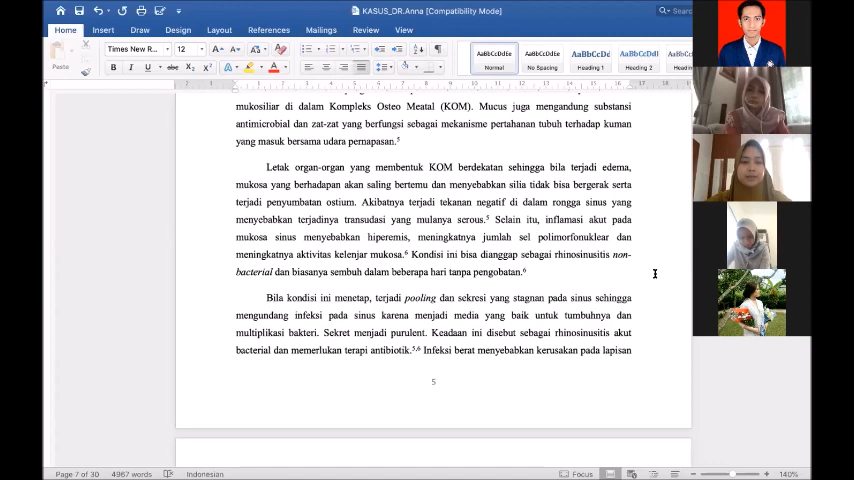 KASUS_DR.Anna [Compatibility Mode]
Home Insert Draw Design Layout References Mailings Review View
Paste
Times New R... 12
AaBbCcDdEe AaBbCcDdEe AaBbCcDd AaBbCcDdEe
Normal No Spacing Heading 1 Heading 2
mukosiliar di dalam Kompleks Osteo Meatal (KOM). Mucus juga mengandung substansi
antimicrobial dan zat-zat yang berfungsi sebagai mekanisme pertahanan tubuh terhadap kuman
yang masuk bersama udara pernapasan.5
Letak organ-organ yang membentuk KOM berdekatan sehingga bila terjadi edema,
mukosa yang berhadapan akan saling bertemu dan menyebabkan silia tidak bisa bergerak serta
terjadi penyumbatan ostium. Akibatnya terjadi tekanan negatif di dalam rongga sinus yang
menyebabkan terjadinya transudasi yang mulanya serous.5 Selain itu, inflamasi akut pada
mukosa sinus menyebabkan hiperemis, meningkatnya jumlah sel polimorfonuklear dan
meningkatnya aktivitas kelenjar mukosa.6 Kondisi ini bisa dianggap sebagai rhinosinusitis non-
bacterial dan biasanya sembuh dalam beberapa hari tanpa pengobatan.6
Bila kondisi ini menetap, terjadi pooling dan sekresi yang stagnan pada sinus sehingga
mengundang infeksi pada sinus karena menjadi media yang baik untuk tumbuhnya dan
multiplikasi bakteri. Sekret menjadi purulent. Keadaan ini disebut sebagai rhinosinusitis akut
bacterial dan memerlukan terapi antibiotik.5,6 Infeksi berat menyebabkan kerusakan pada lapisan
5
Page 7 of 30 4967 words Indonesian Focus 140%